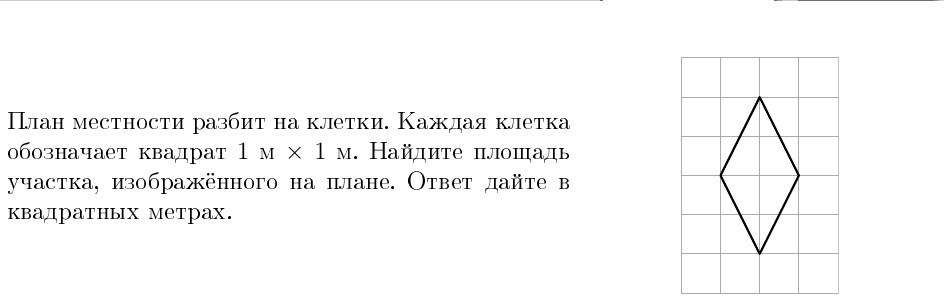 План местности разбит на клетки. Каждая клетка
обозначает квадрат 1 м × 1 м. Найдите площадь
участка, изображённого на плане. Ответ дайте в
квадратных метрах.